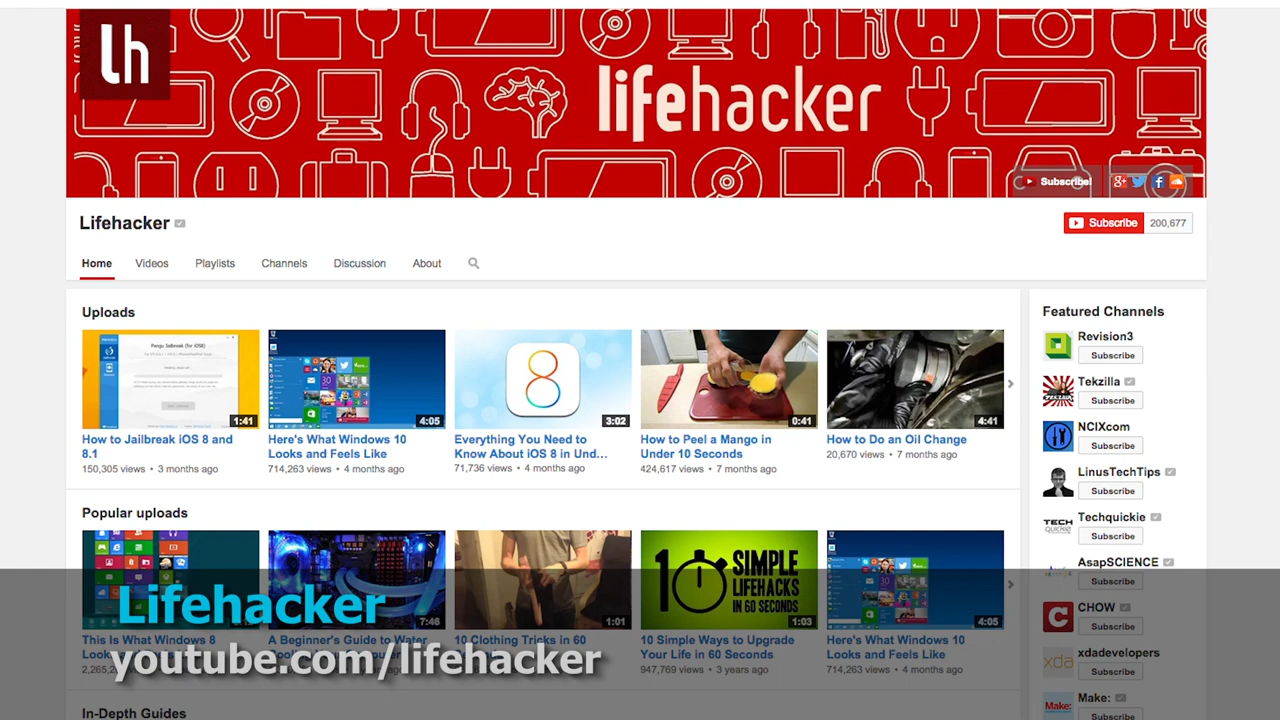 lh
lifehacker
Subscribe!
Lifehacker
Subscribe 200,677
Home Videos Playlists Channels Discussion About
Uploads
1:41
4:05
3:02
0:41
4:41
How to Jailbreak iOS 8 and
8.1
150,305 views • 3 months ago
Here's What Windows 10
Looks and Feels Like
714,263 views • 4 months ago
Everything You Need to
Know About iOS 8 in Und...
71,736 views • 4 months ago
How to Peel a Mango in
Under 10 Seconds
424,617 views • 7 months ago
How to Do an Oil Change
20,670 views • 7 months ago
Popular uploads
7:46
1:01
10 SIMPLE
LIFEHACKS
IN 60 SECONDS
1:03
4:05
This Is What Windows 8
A Beginner's Guide to Water
10 Clothing Tricks in 60
10 Simple Ways to Upgrade
Your Life in 60 Seconds
947,769 views • 3 years ago
Here's What Windows 10
Looks and Feels Like
714,263 views • 4 months ago
In-Depth Guides
Featured Channels
Revision3
Subscribe
Tekzilla
Subscribe
NCIXcom
Subscribe
LinusTechTips
Subscribe
TECH
quickie
Techquickie
Subscribe
AsapSCIENCE
Subscribe
CHOW
Subscribe
xda
xdadevelopers
Subscribe
Make:
Make:
Subscribe
Lifehacker
youtube.com/lifehacker